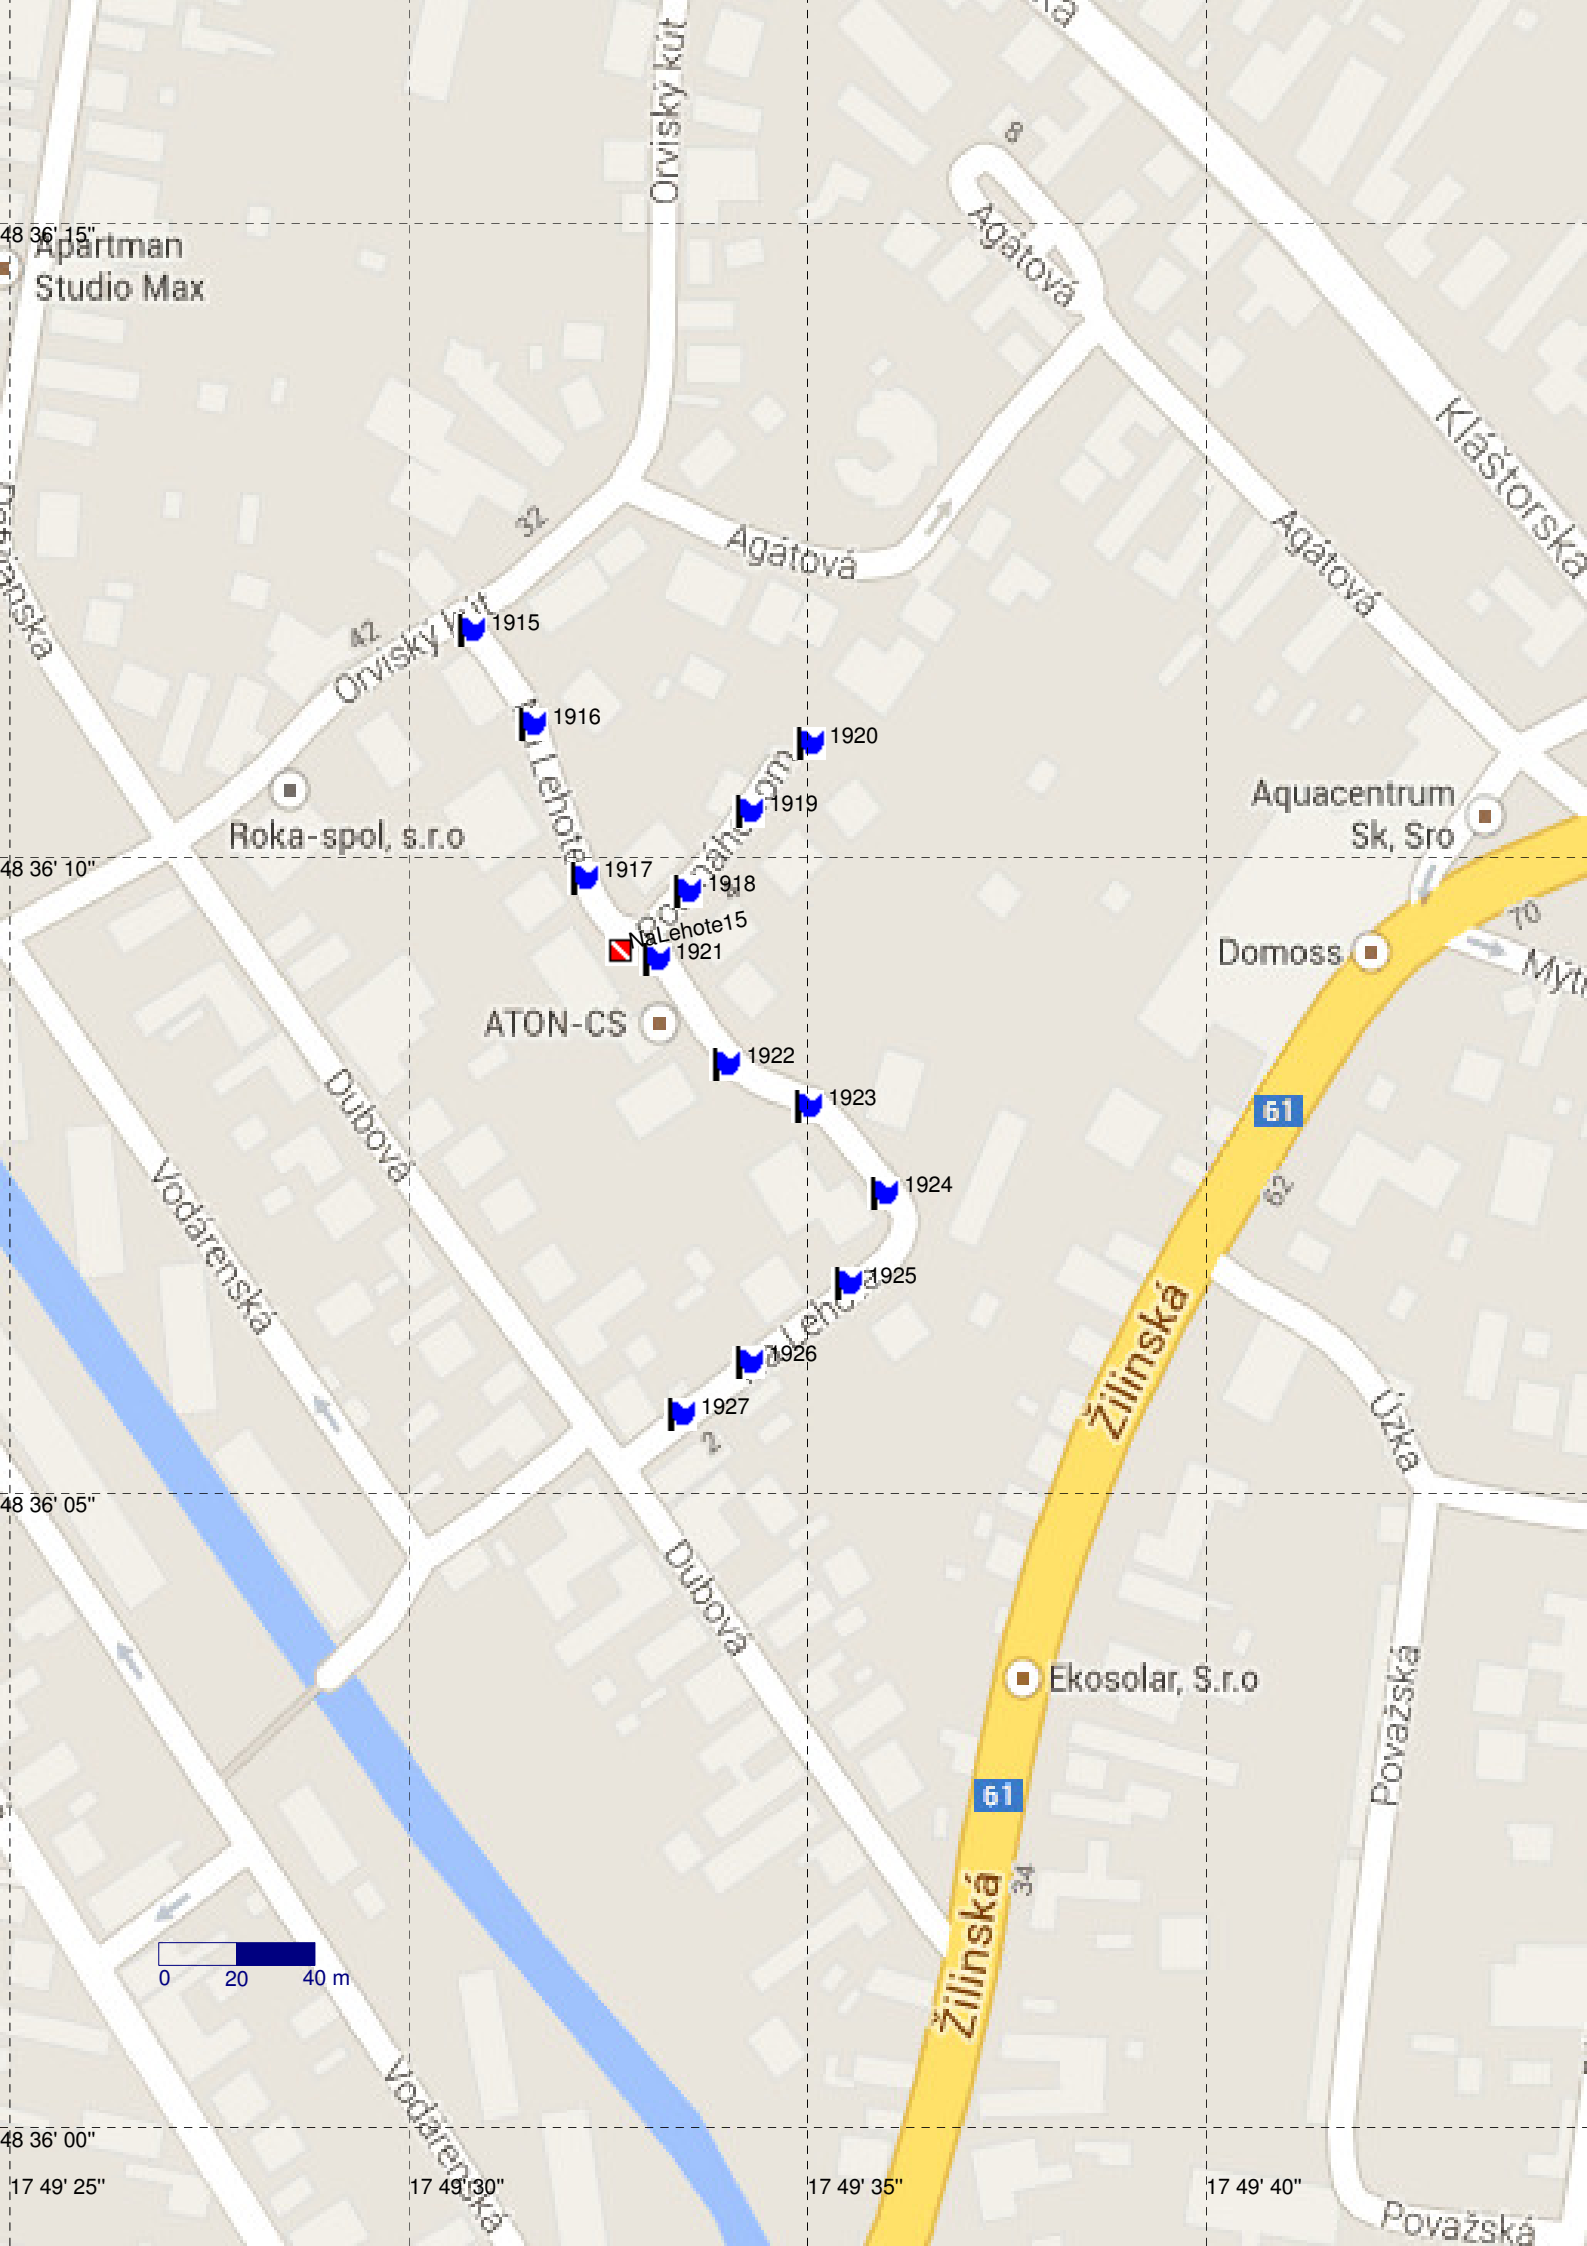 Orviský kút
8
Agátová
48 36' 15"
Apartman
Studio Max
Kláštorská
32
Agátová
Agátová
42
Orviský kút
1915
1916
1920
Lehote
1919
Aquacentrum
Sk, Sro
Roka-spol, s.r.o
48 36' 10"
1917
1918
4
NaLehote15
70
1921
Domoss
ATON-CS
1922
Dubová
1923
61
Vodárenská
1924
62
1925
Žilinská
1926
1927
2
Úzka
48 36' 05"
Dubová
Ekosolar, S.r.o
Považská
61
34
Žilinská
0 20 40 m
Vodárenská
48 36' 00"
17 49' 25"
17 49' 30"
17 49' 35"
17 49' 40"
Považská